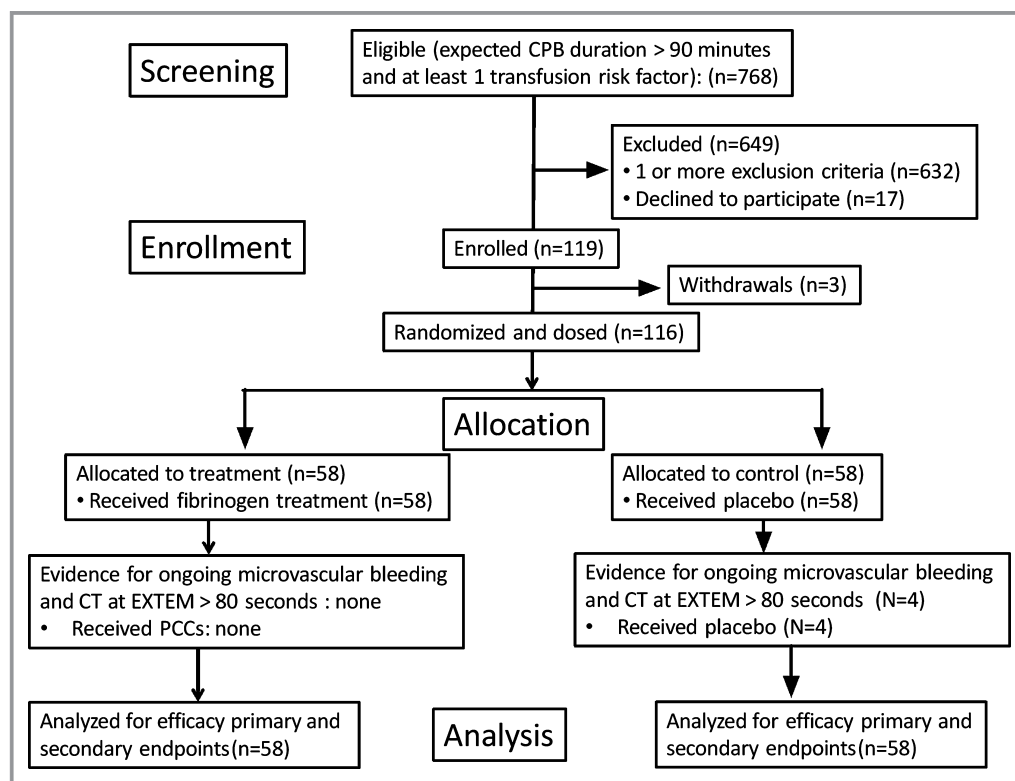 Screening
Eligible (expected CPB duration > 90 minutes
and at least 1 transfusion risk factor): (n=768)
Excluded (n=649)
• 1 or more exclusion criteria (n=632)
• Declined to participate (n=17)
Enrollment
Enrolled (n=119)
Withdrawals (n=3)
Randomized and dosed (n=116)
Allocation
Allocated to treatment (n=58)
• Received fibrinogen treatment (n=58)
Allocated to control (n=58)
• Received placebo (n=58)
Evidence for ongoing microvascular bleeding
and CT at EXTEM > 80 seconds : none
• Received PCCs: none
Evidence for ongoing microvascular bleeding
and CT at EXTEM > 80 seconds (N=4)
• Received placebo (N=4)
Analyzed for efficacy primary and
secondary endpoints(n=58)
Analysis
Analyzed for efficacy primary and
secondary endpoints(n=58)